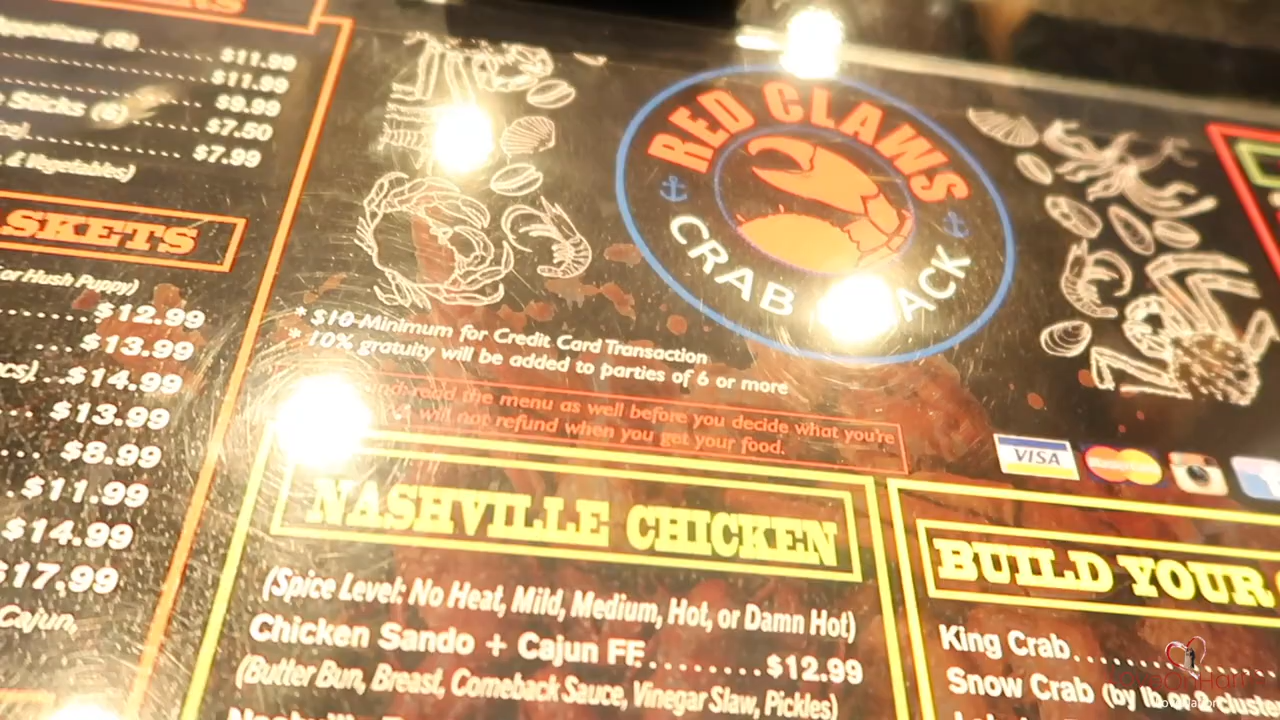 $11.99
$11.99
Sticks (6) $9.99
$7.50
$7.99
& Vegetables)
SKETS
or Hush Puppy)
$12.99
$13.99
$14.99
$13.99
$8.99
$11.99
$14.99
$17.99
Cajun,
RED CLAWS
CRAB ACK
* $10 Minimum for Credit Card Transaction
* 10% gratuity will be added to parties of 6 or more
read the menu as well before you decide what you're
will not refund when you get your food.
VISA
MasterCard
NASHVILLE CHICKEN
(Spice Level: No Heat, Mild, Medium, Hot, or Damn Hot)
Chicken Sando + Cajun FF........$12.99
(Butter Bun, Breast, Comeback Sauce, Vinegar Slaw, Pickles)
BUILD YOUR
King Crab
Snow Crab (by lb or 2 cluste